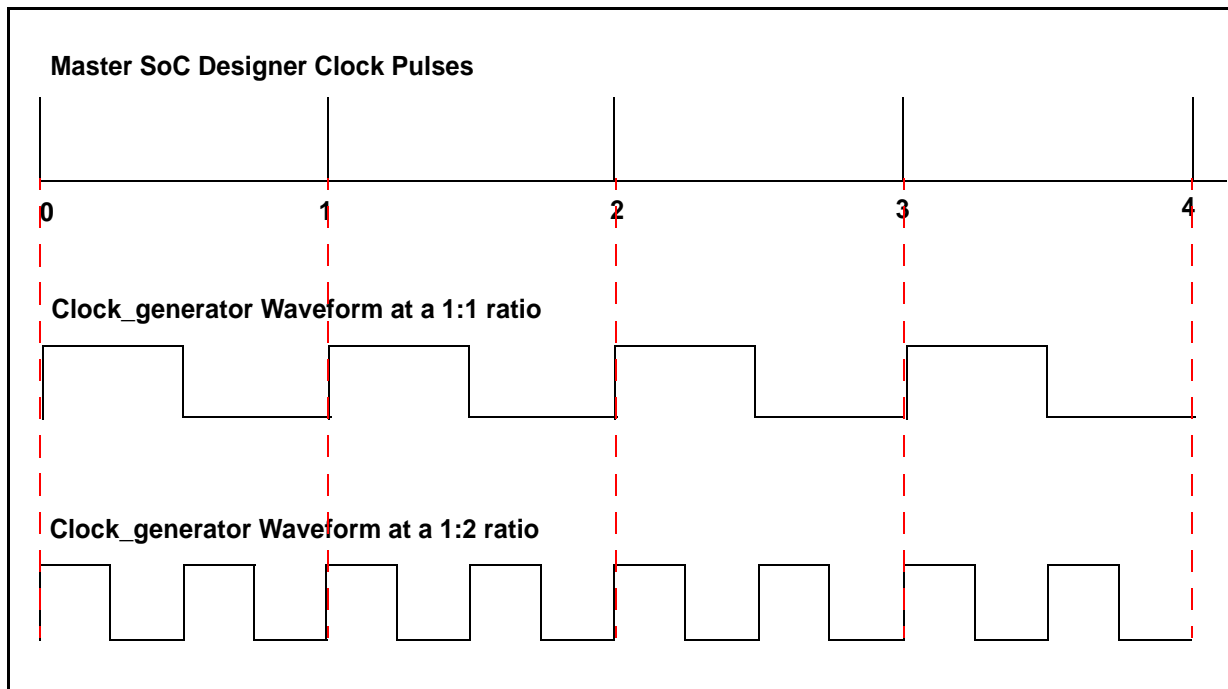 Master SoC Designer Clock Pulses
0 1 2 3 4
Clock_generator Waveform at a 1:1 ratio
Clock_generator Waveform at a 1:2 ratio